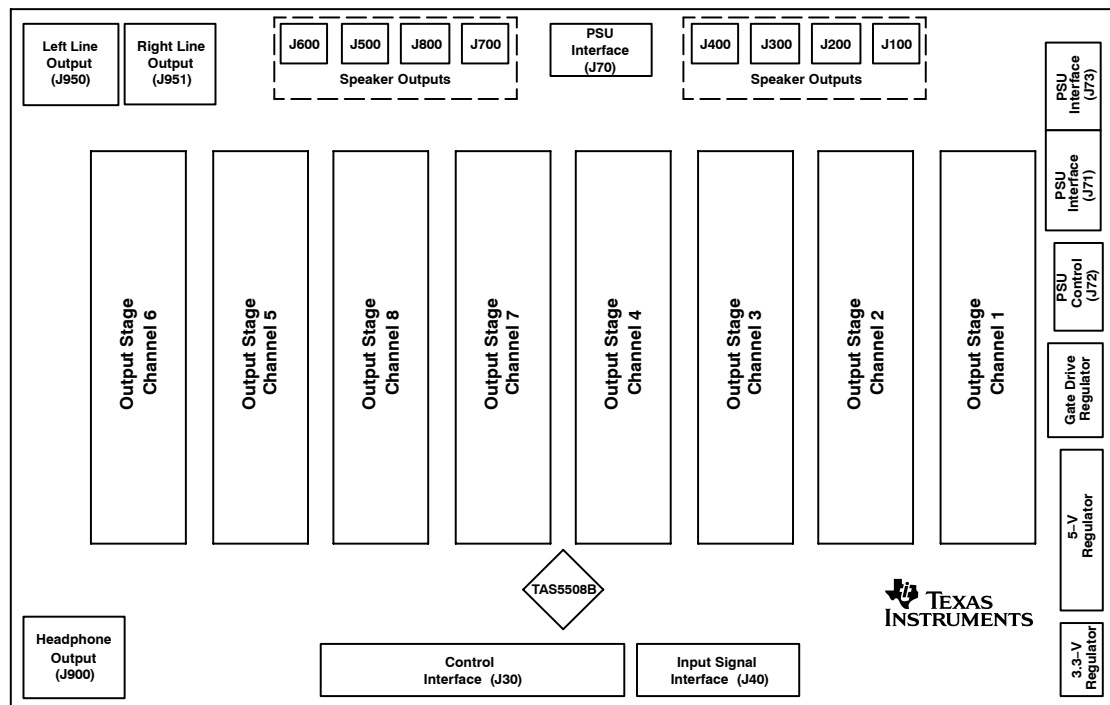 Left Line
Output
(J950)
Right Line
Output
(J951)
J600
J500
J800
J700
Speaker Outputs
PSU
Interface
(J70)
J400
J300
J200
J100
Speaker Outputs
PSU
Interface
(J73)
PSU
Interface
(J71)
PSU
Control
(J72)
Gate Drive
Regulator
5–V
Regulator
3.3–V
Regulator
Output Stage
Channel 6
Output Stage
Channel 5
Output Stage
Channel 8
Output Stage
Channel 7
Output Stage
Channel 4
Output Stage
Channel 3
Output Stage
Channel 2
Output Stage
Channel 1
TAS5508B
TEXAS
INSTRUMENTS
Headphone
Output
(J900)
Control
Interface (J30)
Input Signal
Interface (J40)